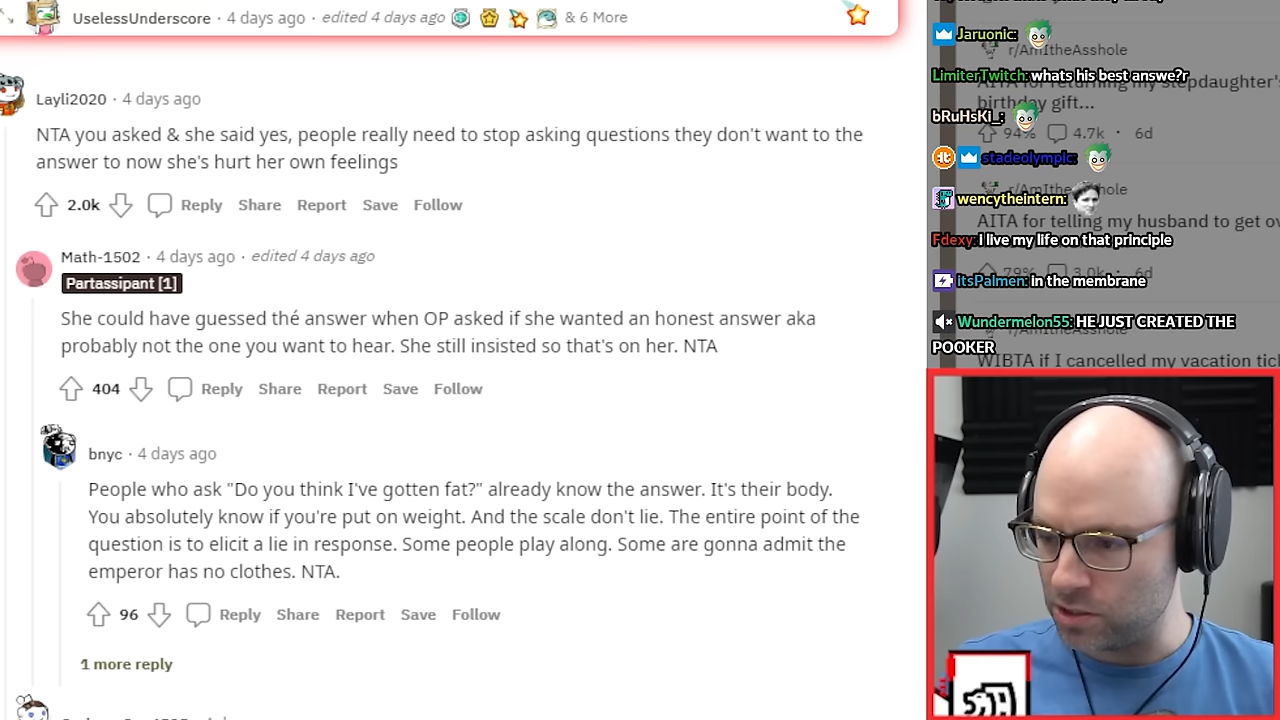 UselessUnderscore · 4 days ago · edited 4 days ago & 6 More
Layli2020 · 4 days ago
NTA you asked & she said yes, people really need to stop asking questions they don't want to the
answer to now she's hurt her own feelings
2.0k Reply Share Report Save Follow
Math-1502 · 4 days ago · edited 4 days ago
Partassipant [1]
She could have guessed thé answer when OP asked if she wanted an honest answer aka
probably not the one you want to hear. She still insisted so that's on her. NTA
404 Reply Share Report Save Follow
bnyc · 4 days ago
People who ask "Do you think I've gotten fat?" already know the answer. It's their body.
You absolutely know if you're put on weight. And the scale don't lie. The entire point of the
question is to elicit a lie in response. Some people play along. Some are gonna admit the
emperor has no clothes. NTA.
96 Reply Share Report Save Follow
1 more reply
Jaruonic:
r/AmItheAsshole
LimiterTwitch: whats his best answe?r
AITA for returning my stepdaughter's
birthday gift...
bRuHsKi_:
94% 4.7k · 6d
stadeolympic:
r/AmItheAsshole
wencytheintern:
AITA for telling my husband to get ov
Fdexy: I live my life on that principle
79% 3.0k · 6d
itsPalmen: in the membrane
Wundermelon55: HE JUST CREATED THE
POOKER
r/AmItheAsshole
WIBTA if I cancelled my vacation tick